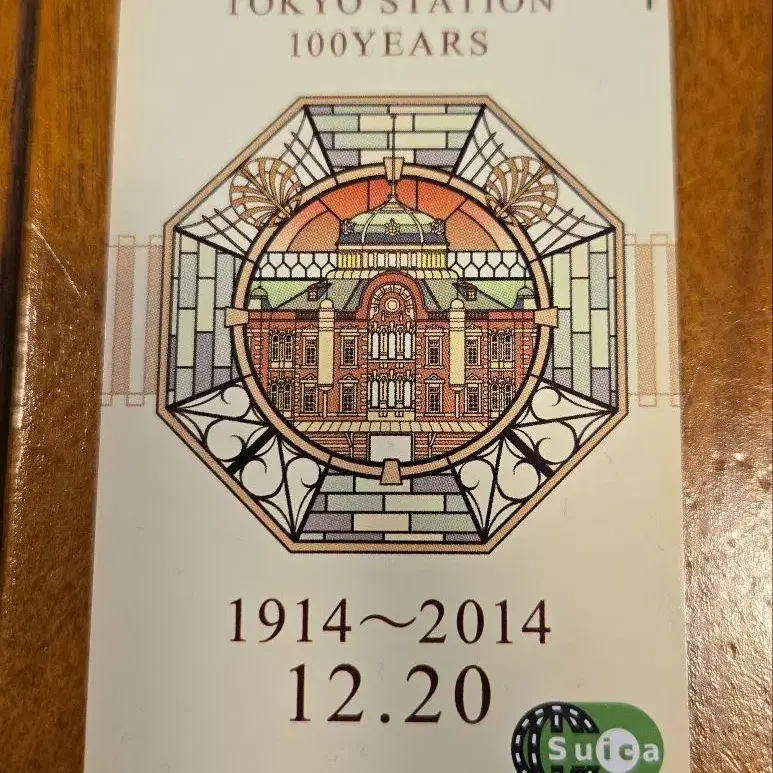 TOKYO STATION
100YEARS
1914〜2014
12.20
Suica